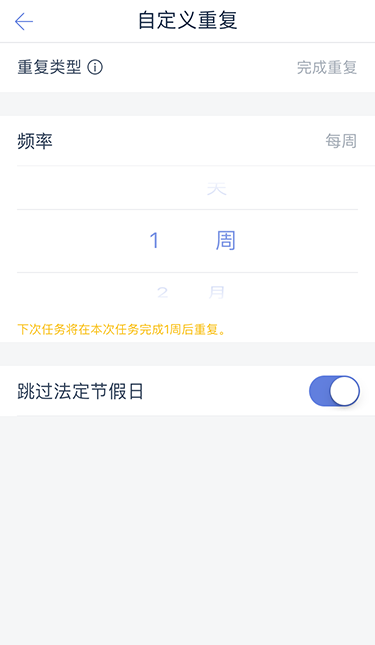 自定义重复
重复类型 完成重复
频率 每周
天
1 周
2 月
下次任务将在本次任务完成1周后重复。
跳过法定节假日